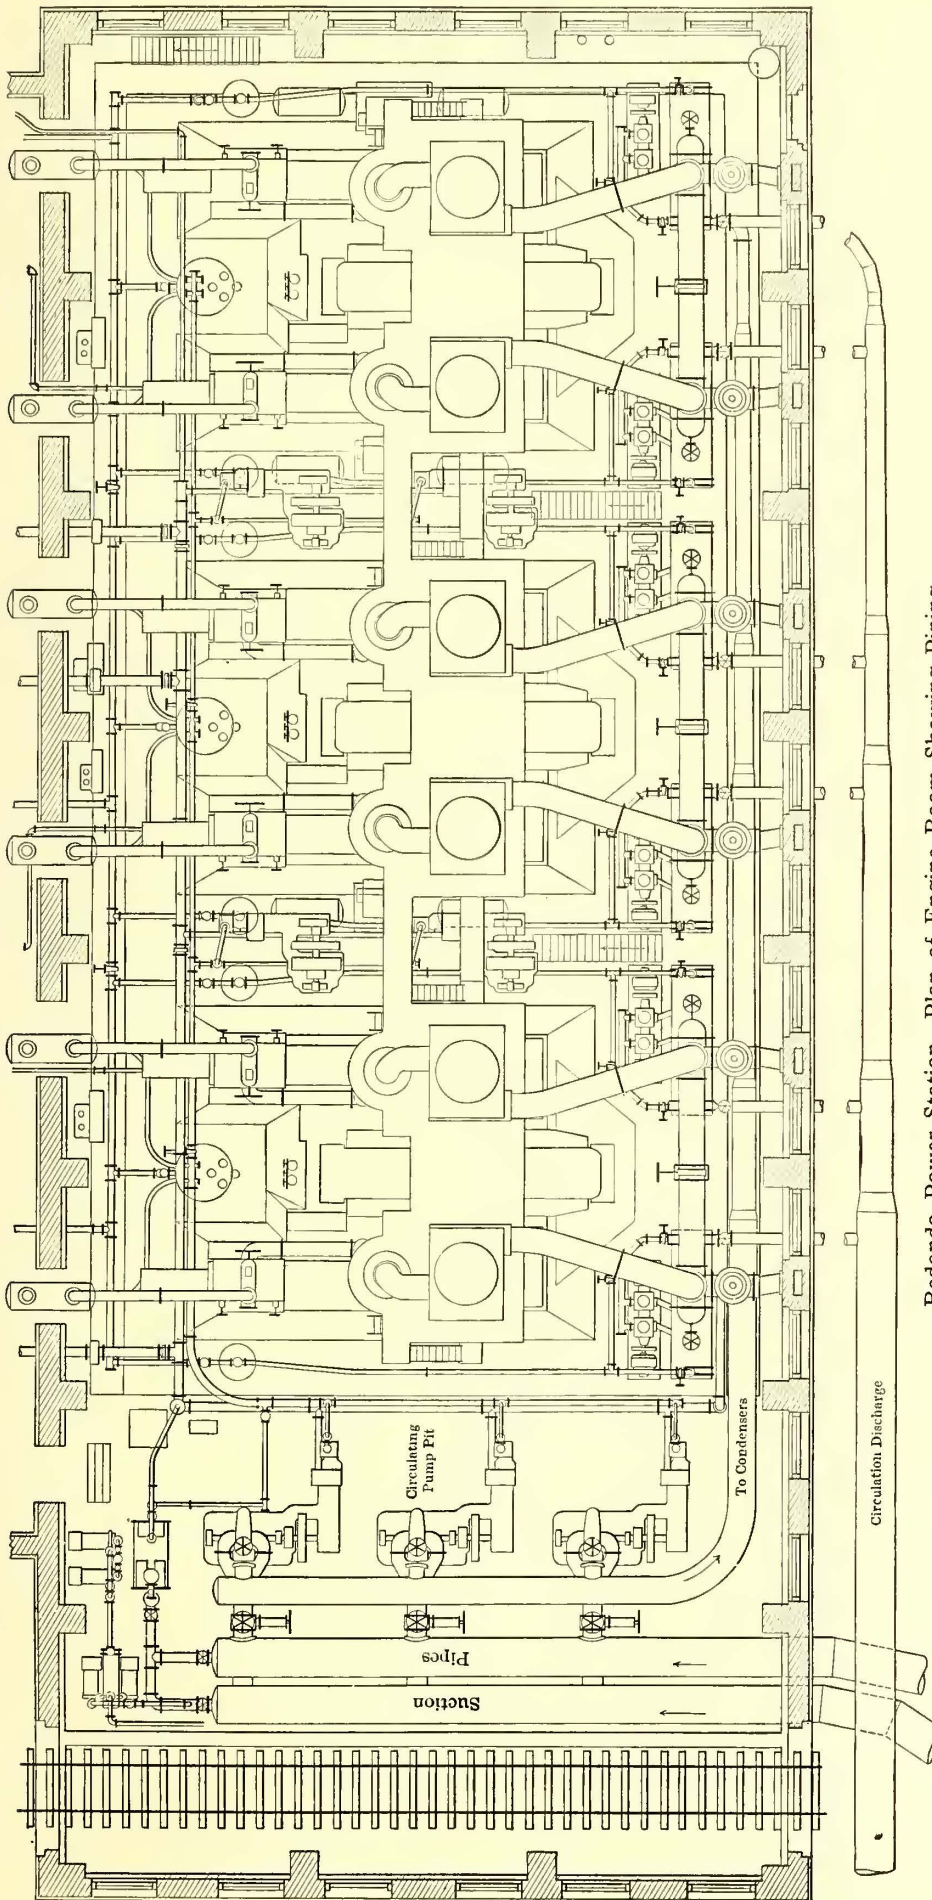 Suction
Pipes
Circulating
Pump Pit
To Condensers
Circulation Discharge
Redondo Power Station—Plan of Engine Room Showing Piping